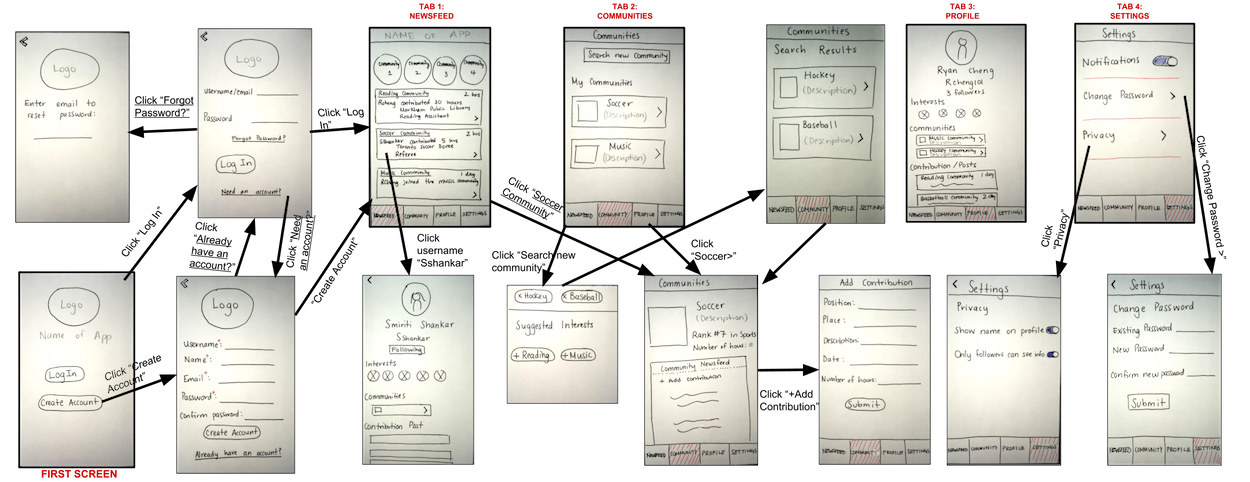 TAB 1:
NEWSFEED
TAB 2:
COMMUNITIES
TAB 3:
PROFILE
TAB 4:
SETTINGS
Logo
Enter email to
reset password:
Click "Forgot
Password?"
Logo
Username/email
Password
Forgot Password?
Log In
Need an account?
Click "Log
In"
NAME OF APP
Community
1
Community
2
Community
3
Community
4
Reading Community 2 hrs
Rcheng contributed 30 hours
Markham Public Library
Reading Assistant >
Soccer Community 2 hrs
SShankar contributed 5 hrs
Toronto Soccer Dome
Referee >
Music Community 1 day
RCheng joined the music community
>
NEWSFEED COMMUNITY PROFILE SETTINGS
Communities
Search new Community
My Communities
Soccer
(Description) >
Music
(Description) >
NEWSFEED COMMUNITY PROFILE SETTINGS
Communities
Search Results
Hockey
(Description) >
Baseball
(Description) >
NEWSFEED COMMUNITY PROFILE SETTINGS
Ryan Cheng
Rcheng101
3 followers
Interests
Communities
Music Community >
Description
Hockey Community >
Description
Contribution / Posts
Reading Community 1 day
Basketball Community 2 day
NEWSFEED COMMUNITY PROFILE SETTINGS
Settings
Notifications
Change Password >
Privacy >
NEWSFEED COMMUNITY PROFILE SETTINGS
Click "Log In"
Click
"Already
have an
account?"
Click "Need
an account?"
"Create Account"
Click
username
"Sshankar"
Click "Soccer
Community"
Click "Search new
community"
Click
"Soccer>"
Click
"Privacy"
Click "Change Password >"
Logo
Name of App
Log In
Create Account
FIRST SCREEN
Click "Create
Account"
Logo
Username*:
Name*:
Email*:
Password*:
Confirm password:
Create Account
Already have an account?
<
Smriti Shankar
SShankar
Following
Interests
Communities
>
Contribution Post
x Hockey x Baseball
Suggested Interests
+ Reading + Music
Communities
Soccer
(Description)
Rank #7 in Sports
Number of hours: #
Community Newsfeed
+ Add contribution
NEWSFEED COMMUNITY PROFILE SETTINGS
Click "+Add
Contribution"
Add Contribution
Position:
Place:
Description:
Date:
Number of hours:
Submit
NEWSFEED COMMUNITY PROFILE SETTINGS
< Settings
Privacy
Show name on profile
Only followers can see info
NEWSFEED COMMUNITY PROFILE SETTINGS
< Settings
Change Password
Existing Password
New Password
Confirm new password
Submit
NEWSFEED COMMUNITY PROFILE SETTINGS